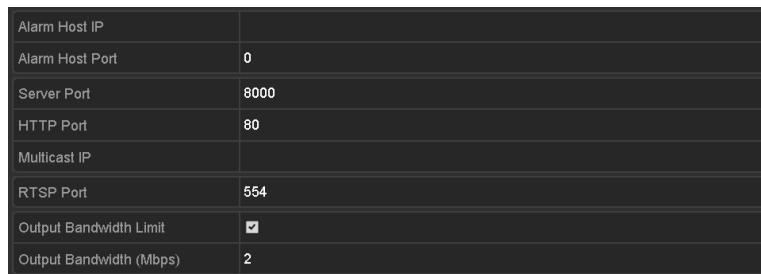 Alarm Host IP
Alarm Host Port 0
Server Port 8000
HTTP Port 80
Multicast IP
RTSP Port 554
Output Bandwidth Limit
Output Bandwidth (Mbps) 2